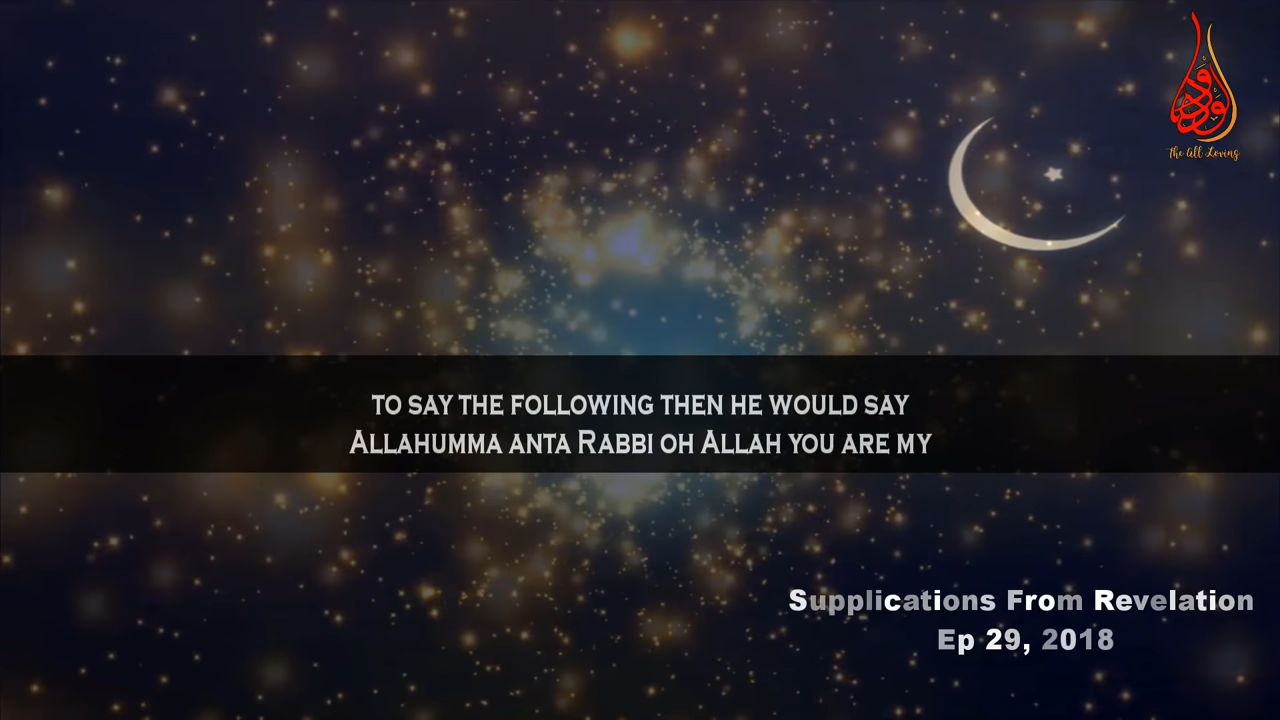 الودود
The All Loving
TO SAY THE FOLLOWING THEN HE WOULD SAY
ALLAHUMMA ANTA RABBI OH ALLAH YOU ARE MY
Supplications From Revelation
Ep 29, 2018